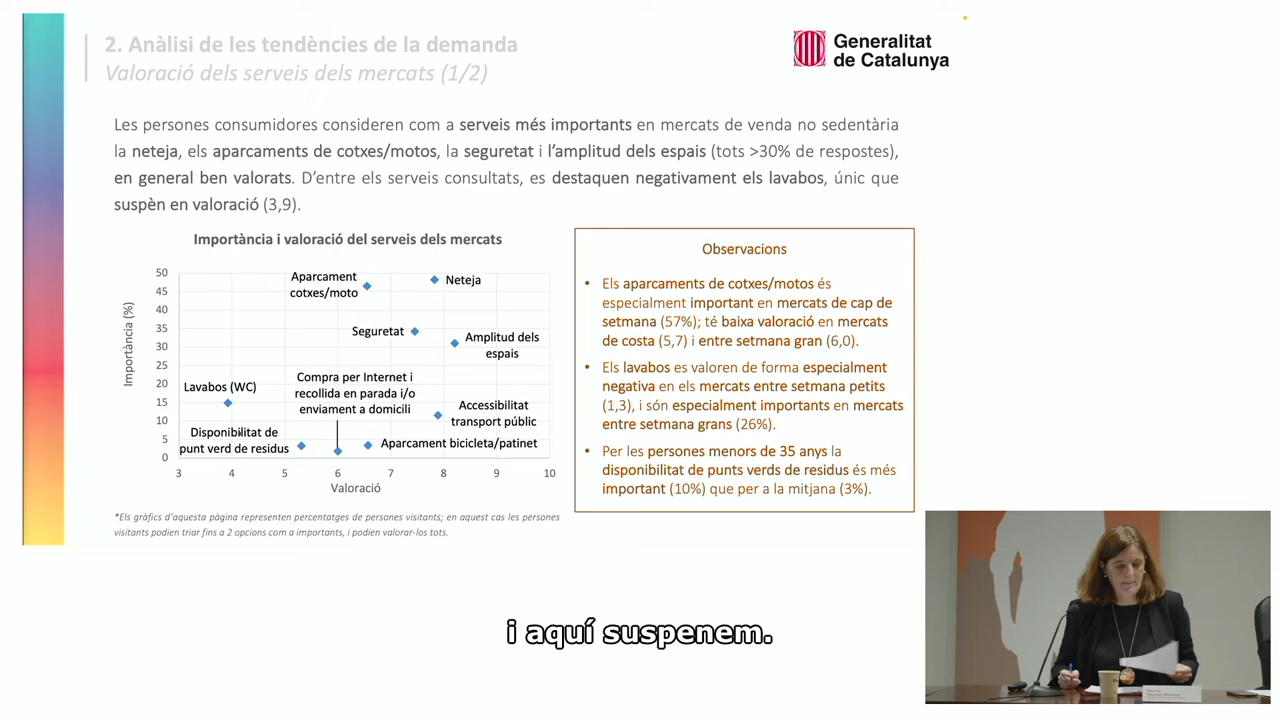 2. Anàlisi de les tendències de la demanda
Valoració dels serveis dels mercats (1/2)
Generalitat
de Catalunya
Les persones consumidores consideren com a serveis més importants en mercats de venda no sedentària
la neteja, els aparcaments de cotxes/motos, la seguretat i l'amplitud dels espais (tots >30% de respostes),
en general ben valorats. D'entre els serveis consultats, es destaquen negativament els lavabos, únic que
suspèn en valoració (3,9).
Importància i valoració del serveis dels mercats
Importància (%)
50
45
40
35
30
25
20
15
10
5
0
Aparcament
cotxes/moto
Neteja
Seguretat
Amplitud dels
espais
Lavabos (WC)
Compra per Internet i
recollida en parada i/o
enviament a domicili
Accessibilitat
transport públic
Disponibilitat de
punt verd de residus
Aparcament bicicleta/patinet
3 4 5 6 7 8 9 10
Valoració
*Els gràfics d'aquesta pàgina representen percentatges de persones visitants; en aquest cas les persones
visitants podien triar fins a 2 opcions com a importants, i podien valorar-los tots.
Observacions
• Els aparcaments de cotxes/motos és
especialment important en mercats de cap de
setmana (57%); té baixa valoració en mercats
de costa (5,7) i entre setmana gran (6,0).
• Els lavabos es valoren de forma especialment
negativa en els mercats entre setmana petits
(1,3), i són especialment importants en mercats
entre setmana grans (26%).
• Per les persones menors de 35 anys la
disponibilitat de punts verds de residus és més
important (10%) que per a la mitjana (3%).
i aquí suspenem.